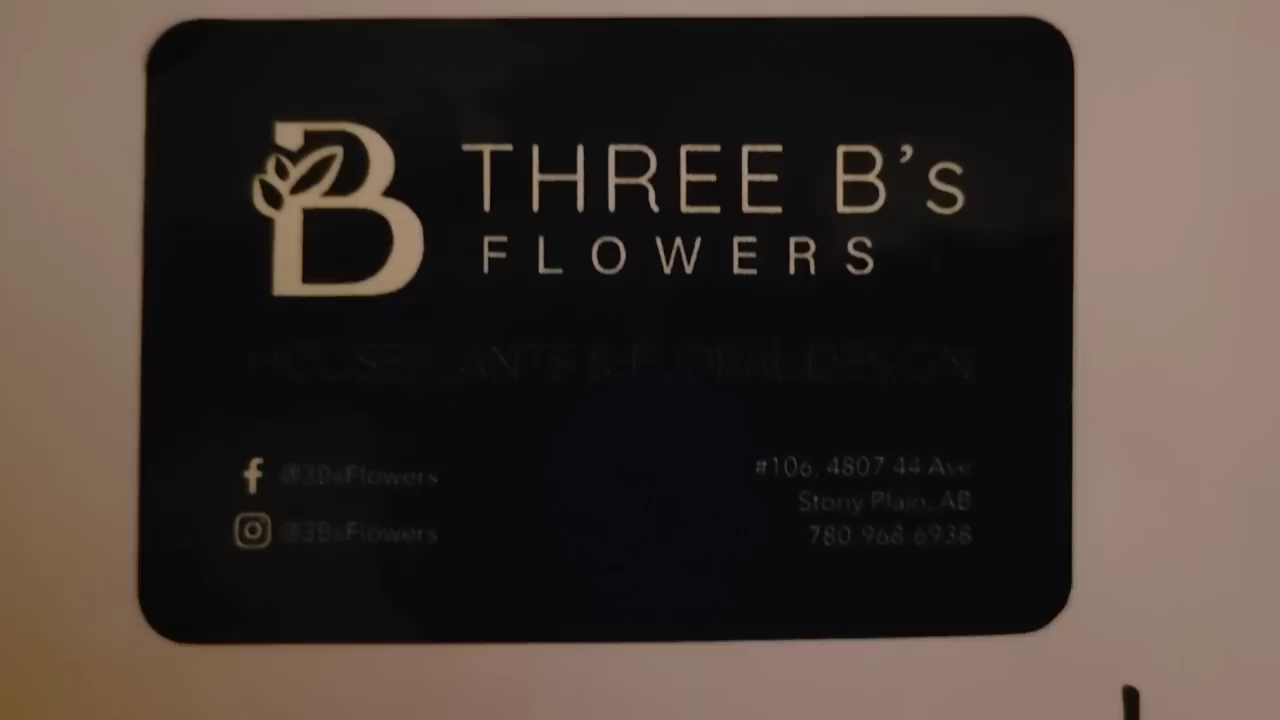 B THREE B's
FLOWERS
HOUSEPLANTS & FLORAL DESIGN
@3BsFlowers
@3BsFlowers
#106, 4807 44 Ave
Stony Plain, AB
780 968 6938